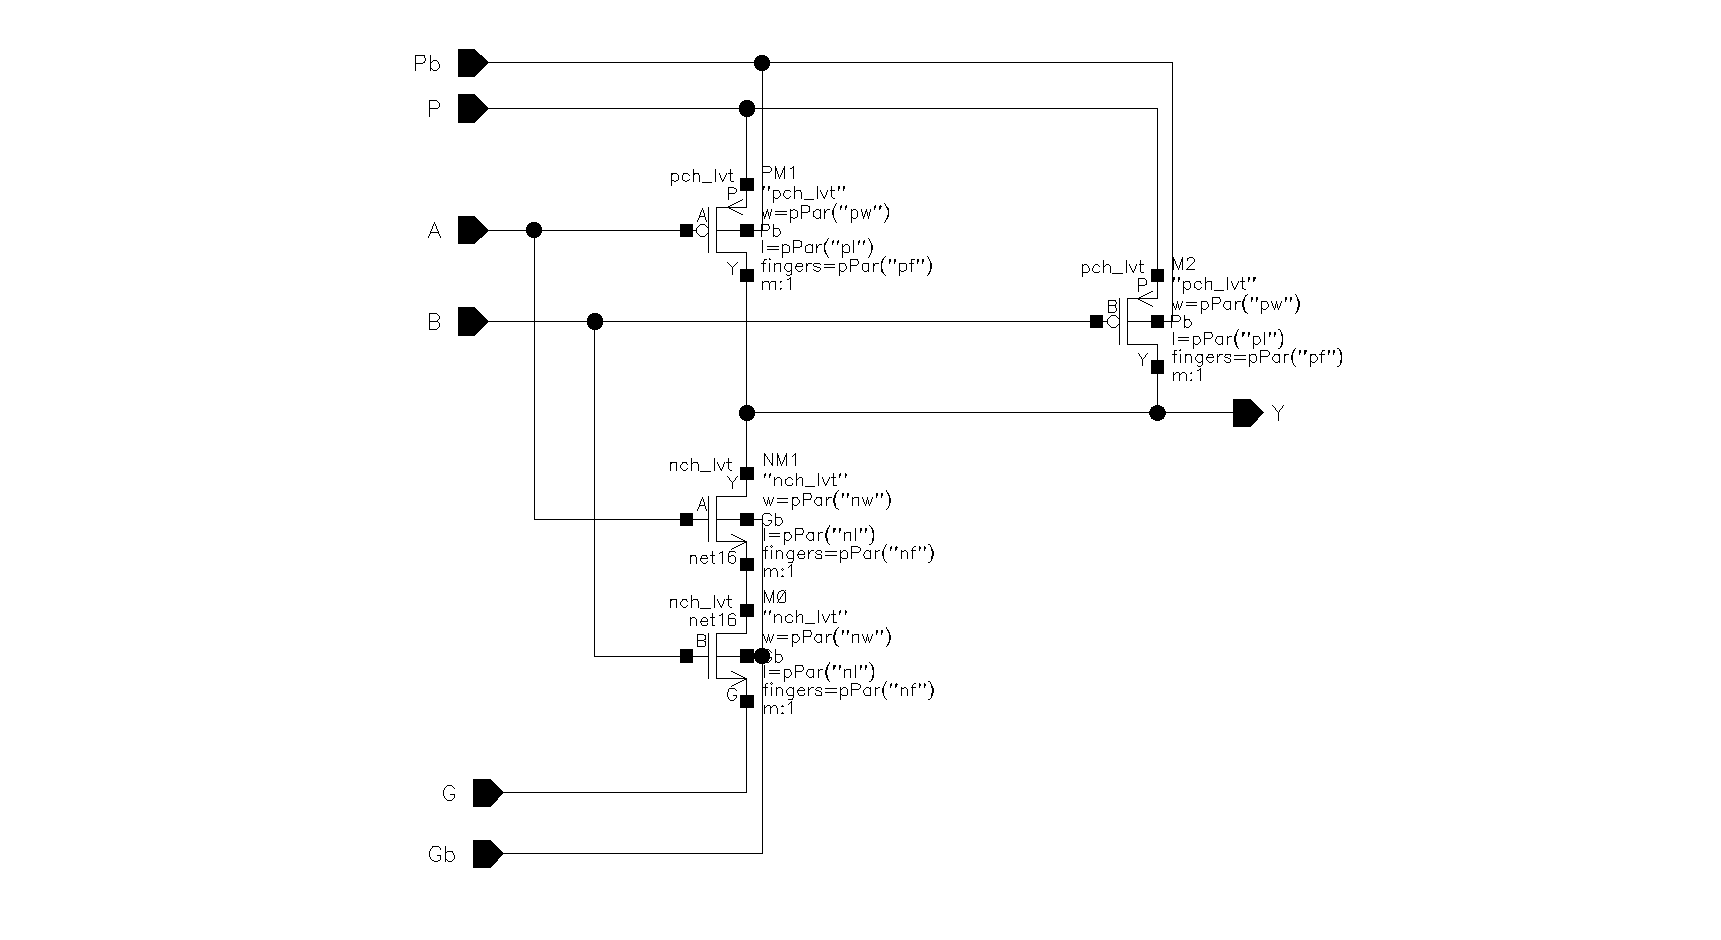 Pb
P
pch_lvt
PM1
P
"pch_lvt"
w=pPar("pw")
A
A
Pb
l=pPar("pl")
Y
fingers=pPar("pf")
m:1
pch_lvt
M2
P
"pch_lvt"
w=pPar("pw")
B
B
Pb
l=pPar("pl")
Y
fingers=pPar("pf")
m:1
Y
nch_lvt
NM1
Y
"nch_lvt"
w=pPar("nw")
A
Gb
l=pPar("nl")
net16
fingers=pPar("nf")
m:1
nch_lvt
M0
net16
"nch_lvt"
w=pPar("nw")
B
Gb
l=pPar("nl")
G
fingers=pPar("nf")
m:1
G
Gb